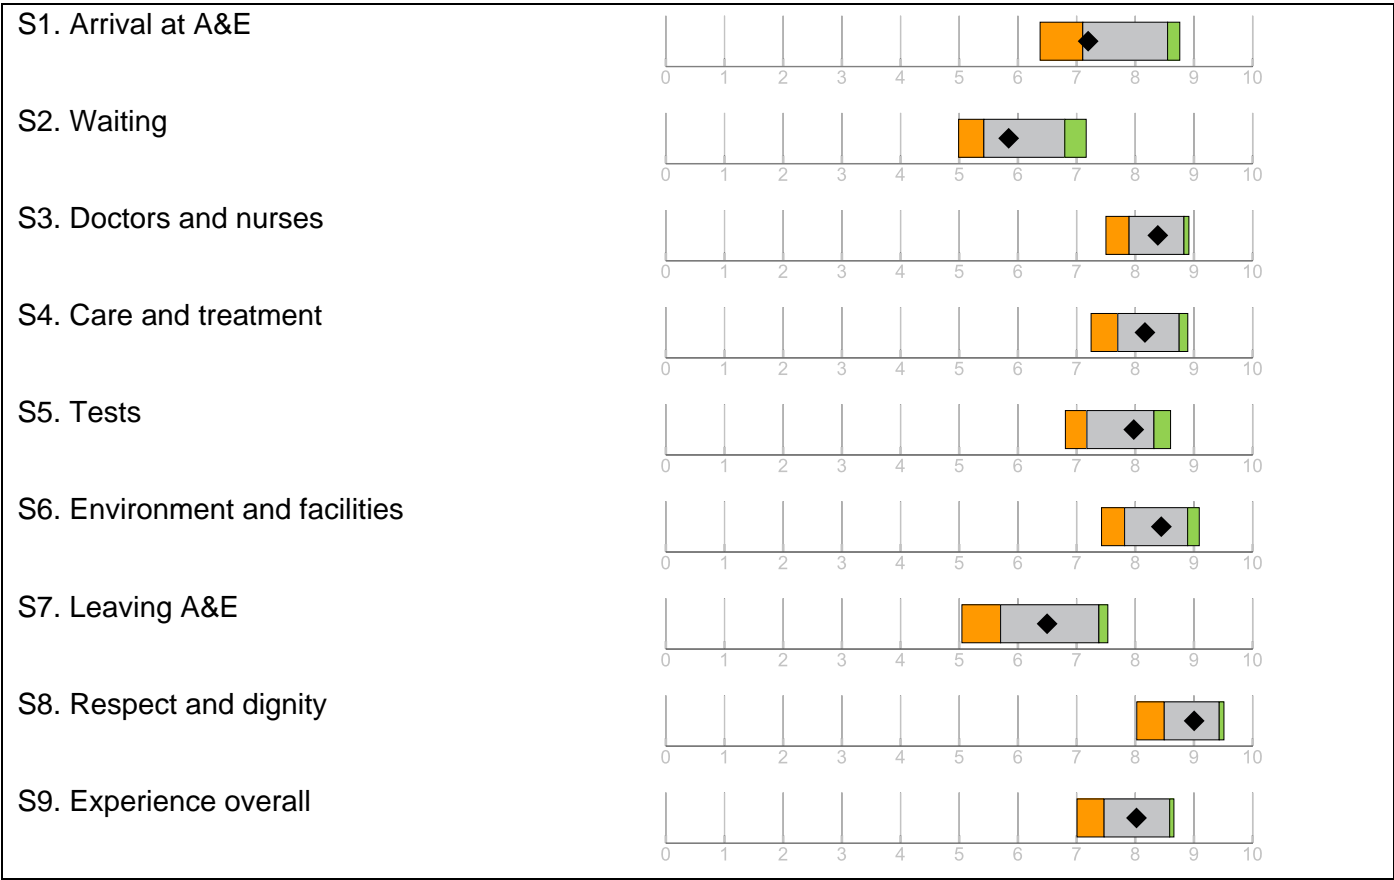 S1. Arrival at A&E
0 1 2 3 4 5 6 7 8 9 10
S2. Waiting
0 1 2 3 4 5 6 7 8 9 10
S3. Doctors and nurses
0 1 2 3 4 5 6 7 8 9 10
S4. Care and treatment
0 1 2 3 4 5 6 7 8 9 10
S5. Tests
0 1 2 3 4 5 6 7 8 9 10
S6. Environment and facilities
0 1 2 3 4 5 6 7 8 9 10
S7. Leaving A&E
0 1 2 3 4 5 6 7 8 9 10
S8. Respect and dignity
0 1 2 3 4 5 6 7 8 9 10
S9. Experience overall
0 1 2 3 4 5 6 7 8 9 10